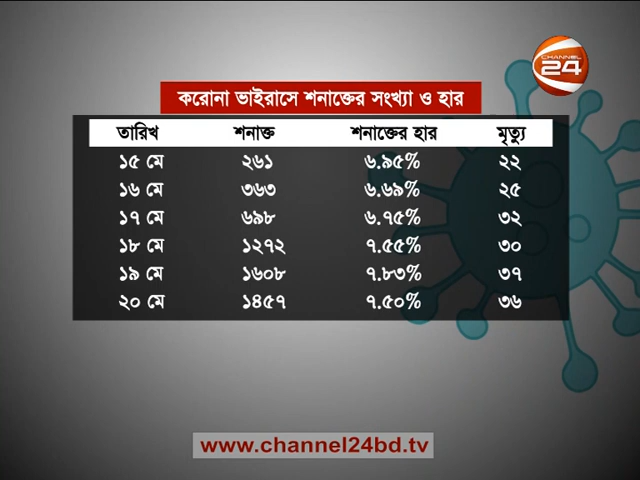 CHANNEL
24
করোনা ভাইরাসে শনাক্তের সংখ্যা ও হার
তারিখ শনাক্ত শনাক্তের হার মৃত্যু
১৫ মে ২৬১ ৬.৯৫% ২২
১৬ মে ৩৬৩ ৬.৬৯% ২৫
১৭ মে ৬৯৮ ৬.৭৫% ৩২
১৮ মে ১২৭২ ৭.৫৫% ৩০
১৯ মে ১৬০৮ ৭.৮৩% ৩৭
২০ মে ১৪৫৭ ৭.৫০% ৩৬
www.channel24bd.tv